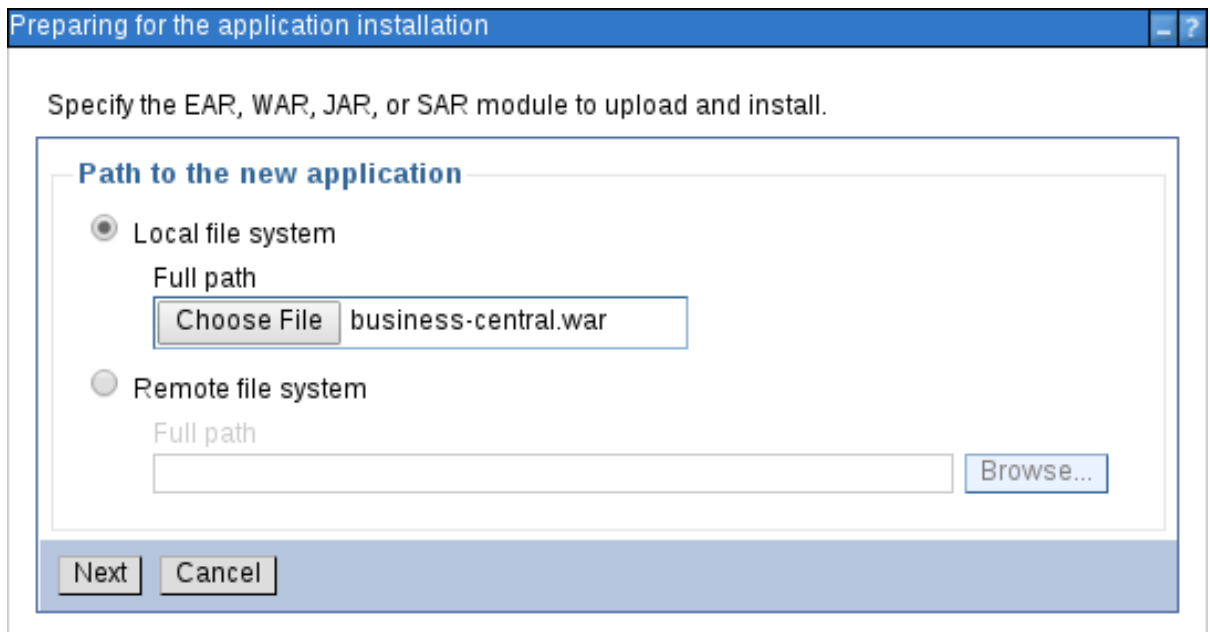 Preparing for the application installation
– ?
Specify the EAR, WAR, JAR, or SAR module to upload and install.
Path to the new application
Local file system
Full path
Choose File business-central.war
Remote file system
Full path
Browse...
Next Cancel